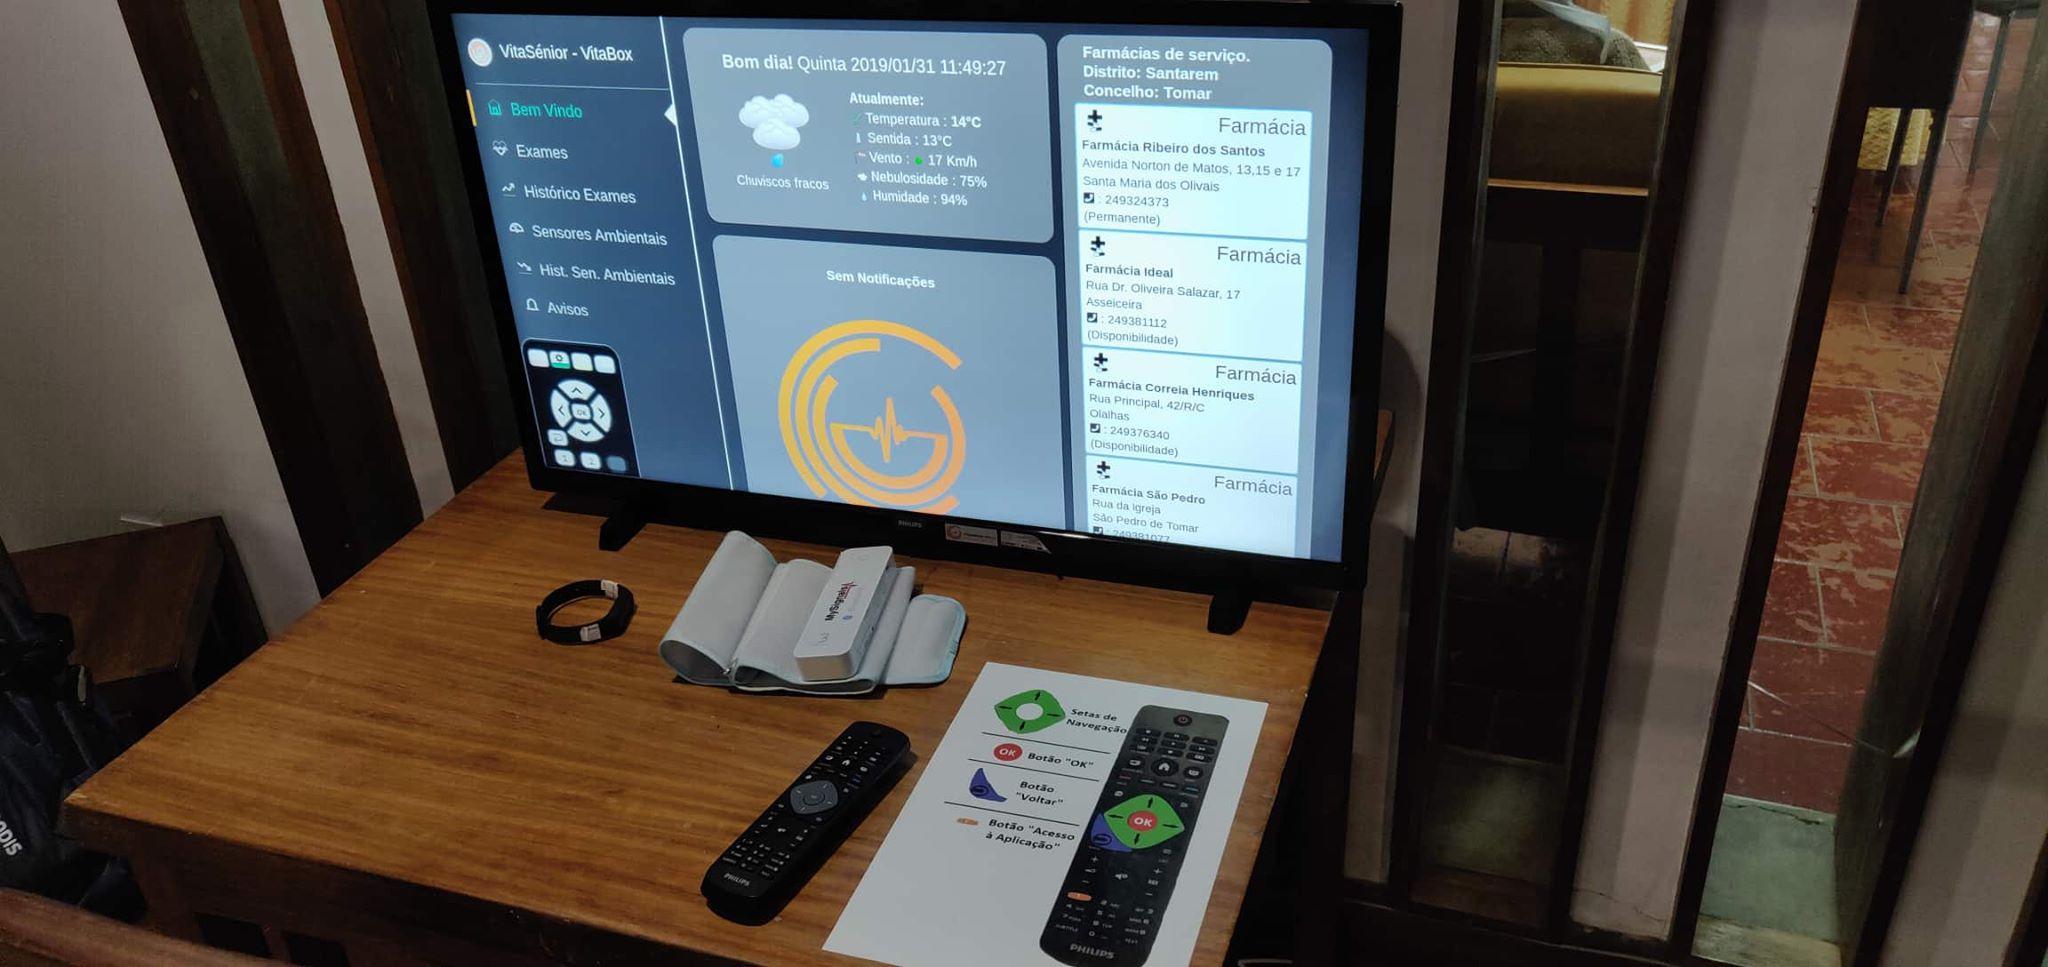 VitaSénior - VitaBox
Bem Vindo
Exames
Histórico Exames
Sensores Ambientais
Hist. Sen. Ambientais
Avisos
OK
1
2
Bom dia! Quinta 2019/01/31 11:49:27
Chuviscos fracos
Atualmente:
Temperatura : 14°C
Sentida : 13°C
Vento : 17 Km/h
Nebulosidade : 75%
Humidade : 94%
Sem Notificações
Farmácias de serviço.
Distrito: Santarem
Concelho: Tomar
Farmácia
Farmácia Ribeiro dos Santos
Avenida Norton de Matos, 13,15 e 17
Santa Maria dos Olivais
: 249324373
(Permanente)
Farmácia
Farmácia Ideal
Rua Dr. Oliveira Salazar, 17
Asseiceira
: 249381112
(Disponibilidade)
Farmácia
Farmácia Correia Henriques
Rua Principal, 42/R/C
Olalhas
: 249376340
(Disponibilidade)
Farmácia
Farmácia São Pedro
Rua da Igreja
São Pedro de Tomar
: 249381077
PHILIPS
MySignals
PHILIPS
Setas de
Navegação
OK Botão "OK"
Botão
"Voltar"
Botão "Acesso
à Aplicação"
OK
PHILIPS